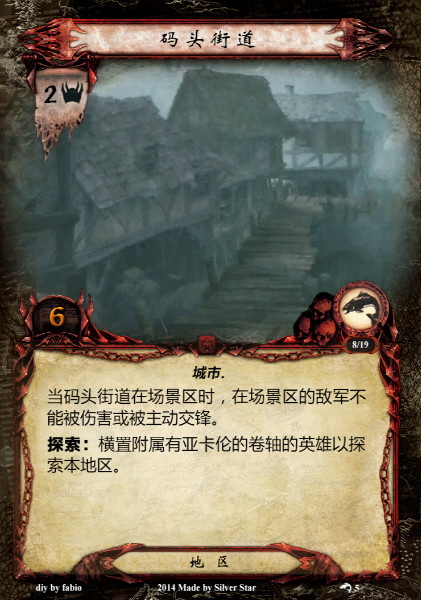 码头街道
2
6
8/19
城市.
当码头街道在场景区时，在场景区的敌军不
能被伤害或被主动交锋。
探索：横置附属有亚卡伦的卷轴的英雄以探
索本地区。
地 区
diy by fabio 2014 Made by Silver Star 5